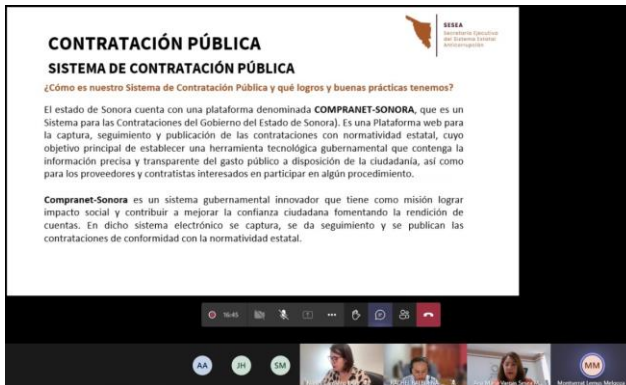 SESEA
Secretaría Ejecutiva
del Sistema Estatal
Anticorrupción
CONTRATACIÓN PÚBLICA
SISTEMA DE CONTRATACIÓN PÚBLICA
¿Cómo es nuestro Sistema de Contratación Pública y qué logros y buenas prácticas tenemos?
El estado de Sonora cuenta con una plataforma denominada COMPRANET-SONORA, que es un
Sistema para las Contrataciones del Gobierno del Estado de Sonora). Es una Plataforma web para
la captura, seguimiento y publicación de las contrataciones con normatividad estatal, cuyo
objetivo principal de establecer una herramienta tecnológica gubernamental que contenga la
información precisa y transparente del gasto público a disposición de la ciudadanía, así como
para los proveedores y contratistas interesados en participar en algún procedimiento.
Compranet-Sonora es un sistema gubernamental innovador que tiene como misión lograr
impacto social y contribuir a mejorar la confianza ciudadana fomentando la rendición de
cuentas. En dicho sistema electrónico se captura, se da seguimiento y se publican las
contrataciones de conformidad con la normatividad estatal.
16:45
AA
JH
SM
MM